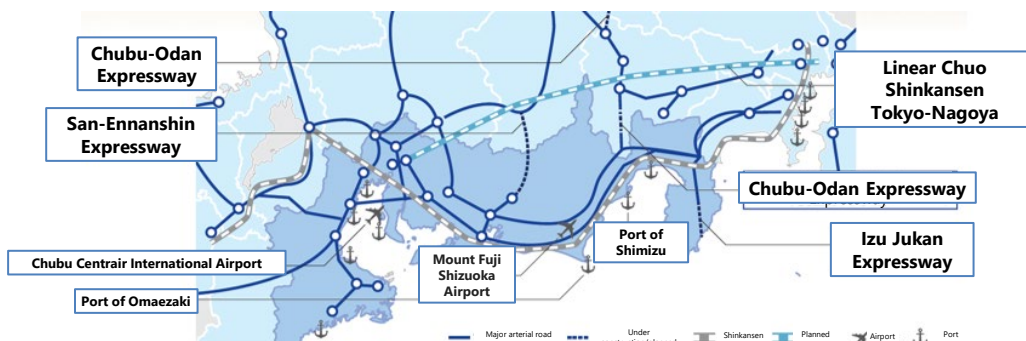 Chubu-Odan
Expressway
San-Ennanshin
Expressway
Linear Chuo
Shinkansen
Tokyo-Nagoya
Chubu-Odan Expressway
Izu Jukan
Expressway
Port of
Shimizu
Mount Fuji
Shizuoka
Airport
Chubu Centrair International Airport
Port of Omaezaki
Major arterial road
Under
Shinkansen
Planned
Airport
Port